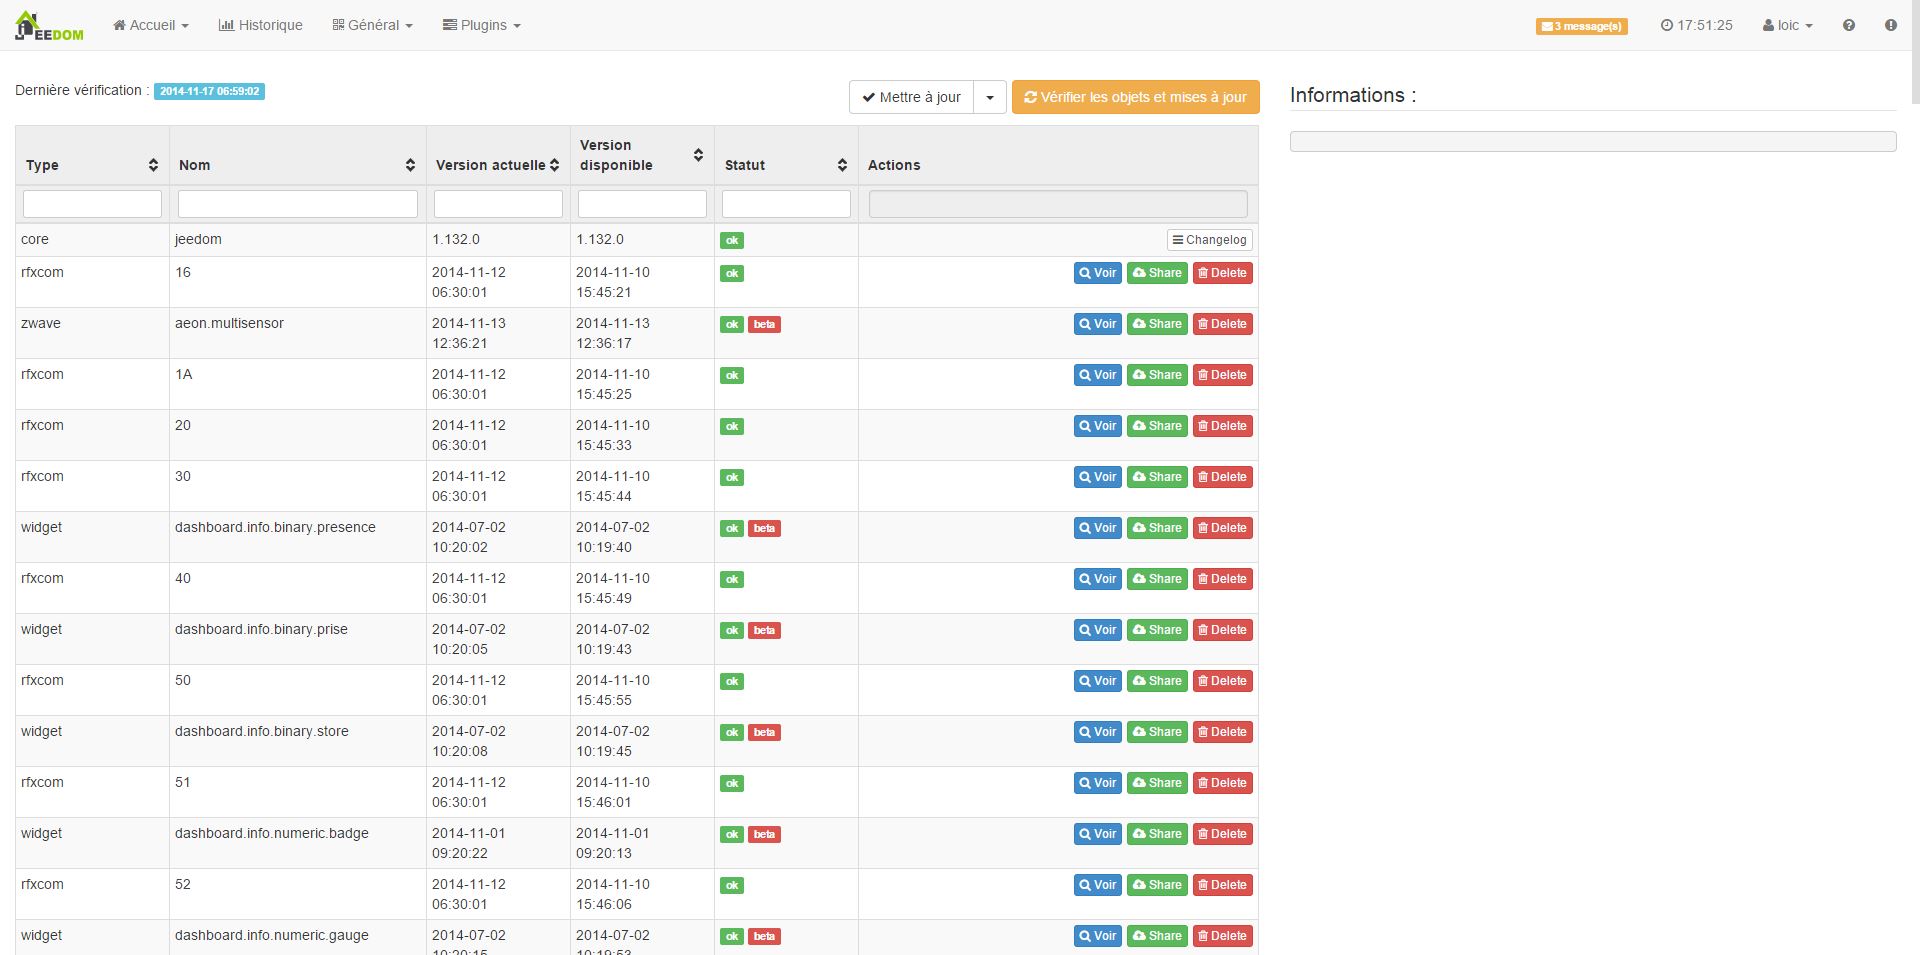 JEEDOM Accueil Historique Général Plugins 3 message(s) 17:51:25 loic
Dernière vérification : 2014-11-17 06:59:02 Mettre à jour Vérifier les objets et mises à jour Informations :
Type Nom Version actuelle Version disponible Statut Actions
core jeedom 1.132.0 1.132.0 ok Changelog
rfxcom 16 2014-11-12 2014-11-10 ok Voir Share Delete
06:30:01 15:45:21
zwave aeon.multisensor 2014-11-13 2014-11-13 ok beta Voir Share Delete
12:36:21 12:36:17
rfxcom 1A 2014-11-12 2014-11-10 ok Voir Share Delete
06:30:01 15:45:25
rfxcom 20 2014-11-12 2014-11-10 ok Voir Share Delete
06:30:01 15:45:33
rfxcom 30 2014-11-12 2014-11-10 ok Voir Share Delete
06:30:01 15:45:44
widget dashboard.info.binary.presence 2014-07-02 2014-07-02 ok beta Voir Share Delete
10:20:02 10:19:40
rfxcom 40 2014-11-12 2014-11-10 ok Voir Share Delete
06:30:01 15:45:49
widget dashboard.info.binary.prise 2014-07-02 2014-07-02 ok beta Voir Share Delete
10:20:05 10:19:43
rfxcom 50 2014-11-12 2014-11-10 ok Voir Share Delete
06:30:01 15:45:55
widget dashboard.info.binary.store 2014-07-02 2014-07-02 ok beta Voir Share Delete
10:20:08 10:19:45
rfxcom 51 2014-11-12 2014-11-10 ok Voir Share Delete
06:30:01 15:46:01
widget dashboard.info.numeric.badge 2014-11-01 2014-11-01 ok beta Voir Share Delete
09:20:22 09:20:13
rfxcom 52 2014-11-12 2014-11-10 ok Voir Share Delete
06:30:01 15:46:06
widget dashboard.info.numeric.gauge 2014-07-02 2014-07-02 ok beta Voir Share Delete